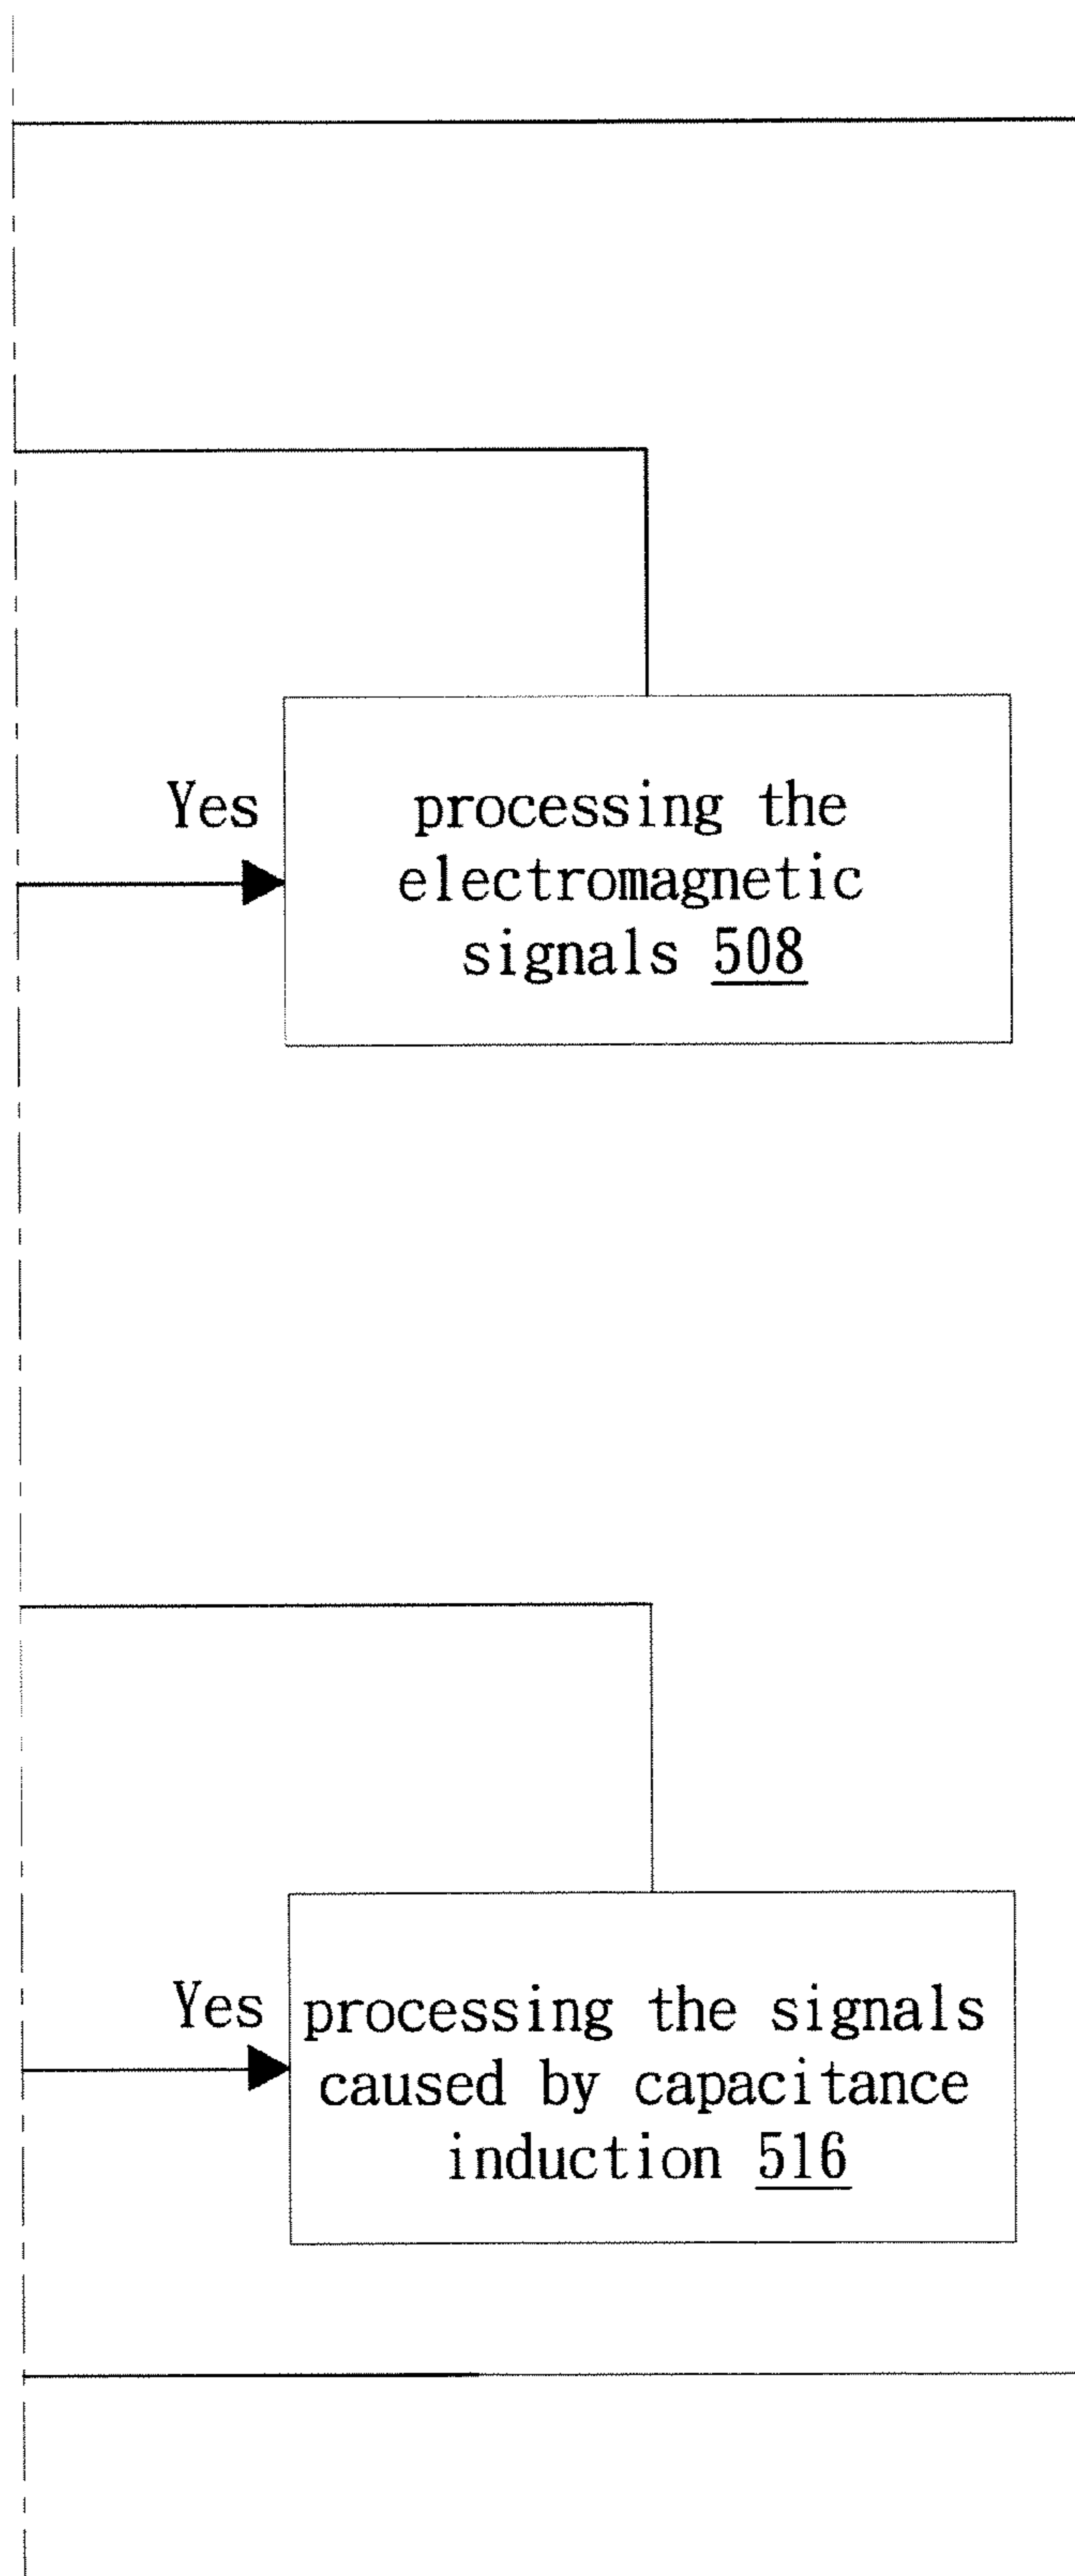 Yes
processing the
electromagnetic
signals 508
Yes
processing the signals
caused by capacitance
induction 516